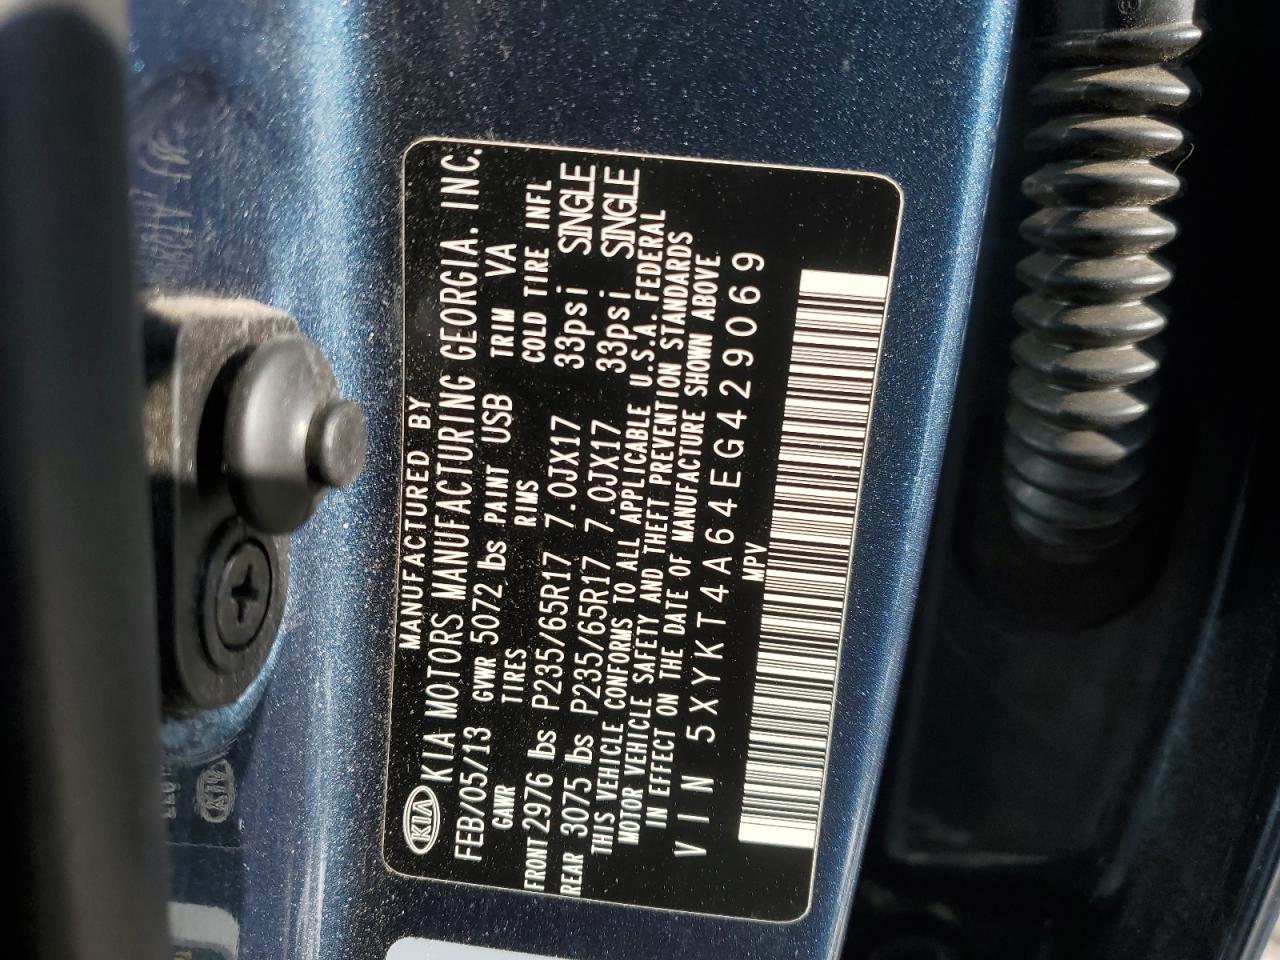 MANUFACTURED BY
KIA KIA MOTORS MANUFACTURING GEORGIA. INC.
FEB/05/13 GVWR 5072 lbs PAINT USB TRIM VA
GAWR TIRES RIMS COLD TIRE INFL
FRONT 2976 lbs P235/65R17 7.0JX17 33psi SINGLE
REAR 3075 lbs P235/65R17 7.0JX17 33psi SINGLE
THIS VEHICLE CONFORMS TO ALL APPLICABLE U.S.A. FEDERAL
MOTOR VEHICLE SAFETY AND THEFT PREVENTION STANDARDS
IN EFFECT ON THE DATE OF MANUFACTURE SHOWN ABOVE
VIN 5XYKT4A64EG429069
MPV
KIA